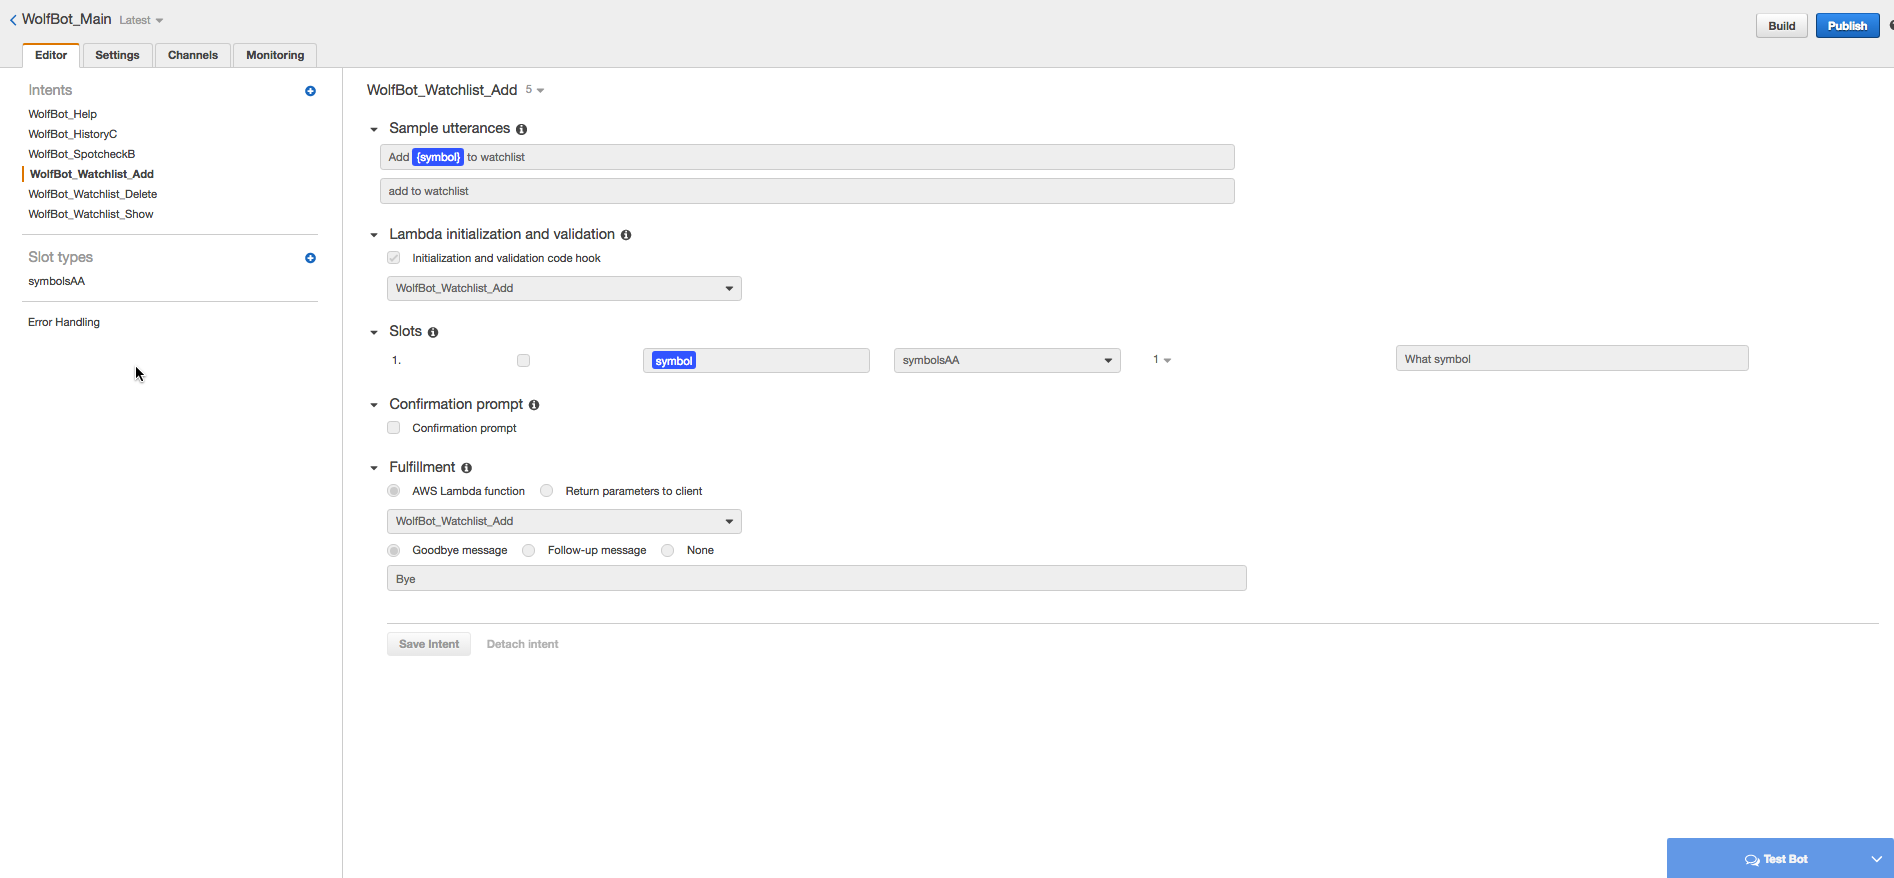 WolfBot_Main Latest
Build Publish
Editor Settings Channels Monitoring
Intents
WolfBot_Help
WolfBot_HistoryC
WolfBot_SpotcheckB
WolfBot_Watchlist_Add
WolfBot_Watchlist_Delete
WolfBot_Watchlist_Show
Slot types
symbolsAA
Error Handling
WolfBot_Watchlist_Add 5
Sample utterances
Add {symbol} to watchlist
add to watchlist
Lambda initialization and validation
Initialization and validation code hook
WolfBot_Watchlist_Add
Slots
1. symbol symbolsAA 1 What symbol
Confirmation prompt
Confirmation prompt
Fulfillment
AWS Lambda function Return parameters to client
WolfBot_Watchlist_Add
Goodbye message Follow-up message None
Bye
Save Intent Detach intent
Test Bot